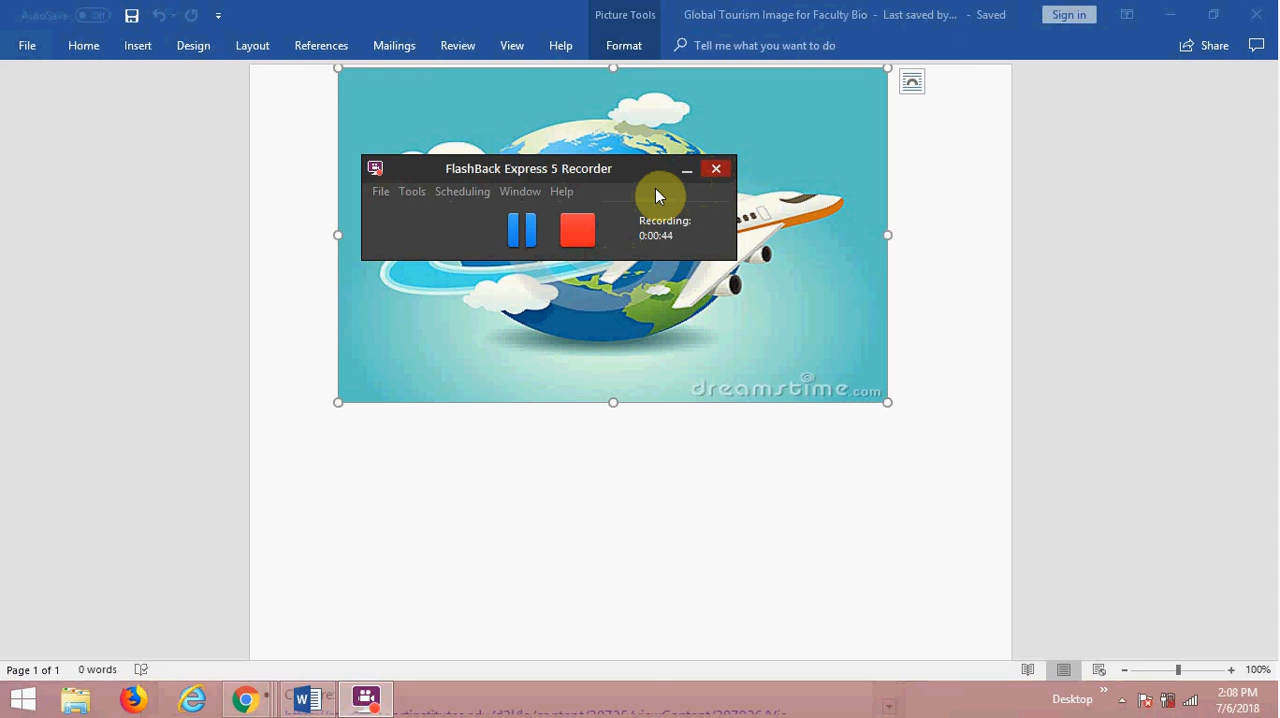 AutoSave Off
Picture Tools
Global Tourism Image for Faculty Bio - Last saved by... - Saved
Sign in
File Home Insert Design Layout References Mailings Review View Help Format Tell me what you want to do Share
FlashBack Express 5 Recorder
File Tools Scheduling Window Help
Recording:
0:00:44
dreamstime.com
Page 1 of 1 0 words
100%
Desktop
2:08 PM
7/6/2018